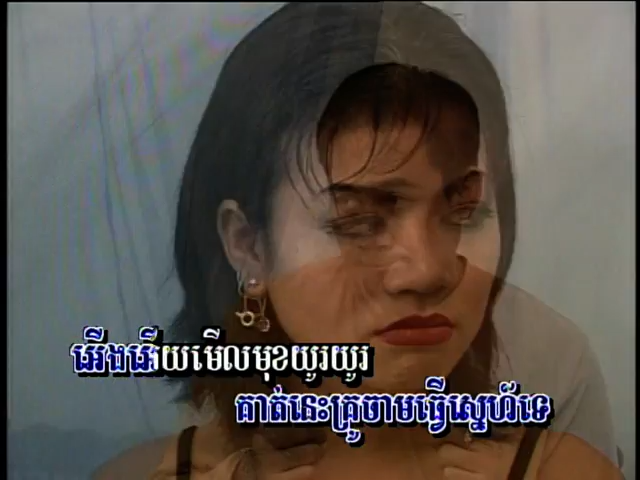 អើងអើយមើលមុខយូរយូរ
គាត់នេះគ្រូចាមធ្វើស្នេហ៍ទេ